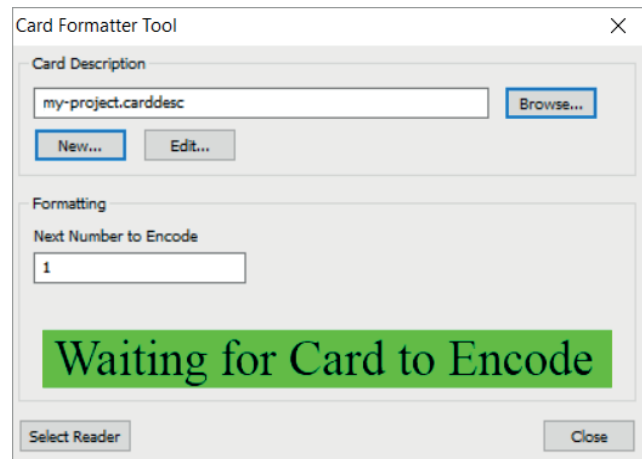 Card Formatter Tool
Card Description
my-project.carddesc
Browse...
New... Edit...
Formatting
Next Number to Encode
1
Waiting for Card to Encode
Select Reader Close